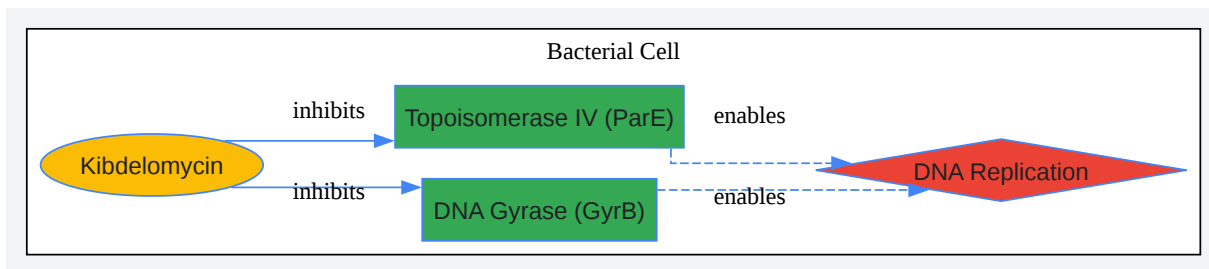 Bacterial Cell
inhibits
Topoisomerase IV (ParE)
enables
Kibdelomycin
DNA Replication
inhibits
DNA Gyrase (GyrB)
enables